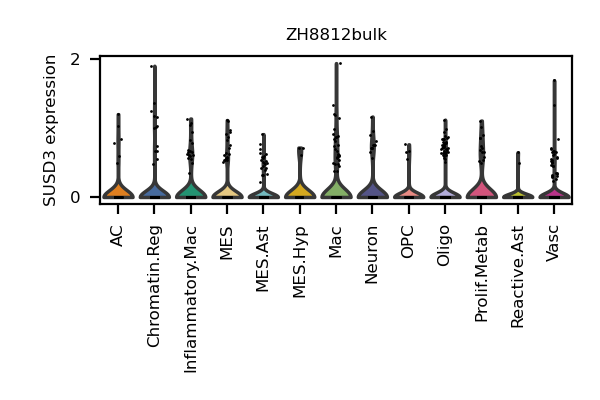 ZH8812bulk
SUSD3 expression
2
0
AC
Chromatin.Reg
Inflammatory.Mac
MES
MES.Ast
MES.Hyp
Mac
Neuron
OPC
Oligo
Prolif.Metab
Reactive.Ast
Vasc